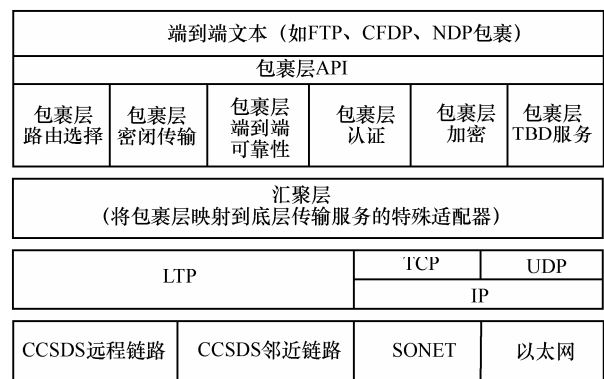 端到端文本（如FTP、CFDP、NDP包裹）
包裹层API
包裹层
路由选择
包裹层
密闭传输
包裹层
端到端
可靠性
包裹层
认证
包裹层
加密
包裹层
TBD服务
汇聚层
（将包裹层映射到底层传输服务的特殊适配器）
LTP
TCP
UDP
IP
CCSDS远程链路
CCSDS邻近链路
SONET
以太网